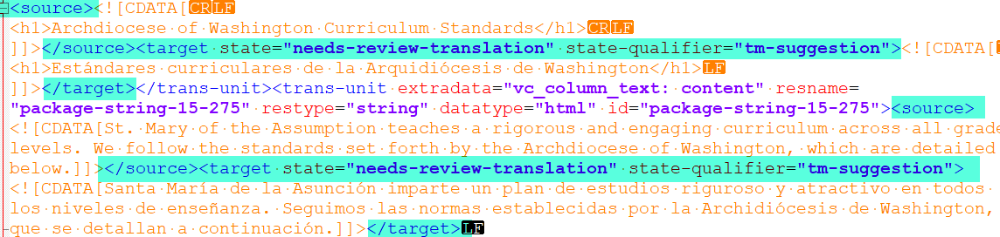 <source><![CDATA[CRLF
<h1>Archdiocese of Washington Curriculum Standards</h1>CRLF
]]></source><target state="needs-review-translation" state-qualifier="tm-suggestion"><![CDATA[
<h1>Estándares curriculares de la Arquidiócesis de Washington</h1>LF
]]></target></trans-unit><trans-unit extradata="vc_column_text: content" resname=
"package-string-15-275" restype="string" datatype="html" id="package-string-15-275"><source>
<![CDATA[St. Mary of the Assumption teaches a rigorous and engaging curriculum across all grade
levels. We follow the standards set forth by the Archdiocese of Washington, which are detailed
below.]]></source><target state="needs-review-translation" state-qualifier="tm-suggestion">
<![CDATA[Santa María de la Asunción imparte un plan de estudios riguroso y atractivo en todos
los niveles de enseñanza. Seguimos las normas establecidas por la Archidiócesis de Washington,
que se detallan a continuación.]]></target>LF